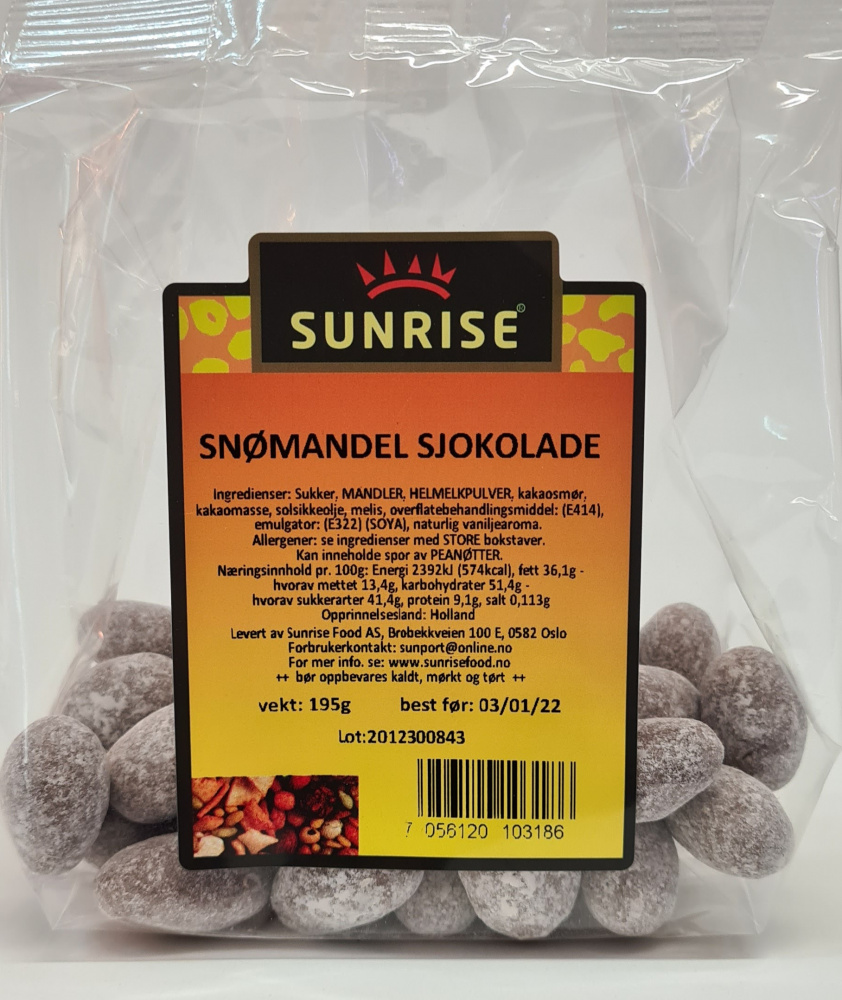 SUNRISE®
SNØMANDEL SJOKOLADE
Ingredienser: Sukker, MANDLER, HELMELKPULVER, kakaosmør,
kakaomasse, solsikkeolje, melis, overflatebehandlingsmiddel: (E414),
emulgator: (E322) (SOYA), naturlig vaniljearoma.
Allergener: se ingredienser med STORE bokstaver.
Kan inneholde spor av PEANØTTER.
Næringsinnhold pr. 100g: Energi 2392kJ (574kcal), fett 36,1g -
hvorav mettet 13,4g, karbohydrater 51,4g -
hvorav sukkerarter 41,4g, protein 9,1g, salt 0,113g
Opprinnelsesland: Holland
Levert av Sunrise Food AS, Brobekkveien 100 E, 0582 Oslo
Forbrukerkontakt: sunport@online.no
For mer info. se: www.sunrisefood.no
++ bør oppbevares kaldt, mørkt og tørt ++
vekt: 195g best før: 03/01/22
Lot:2012300843
7 056120 103186